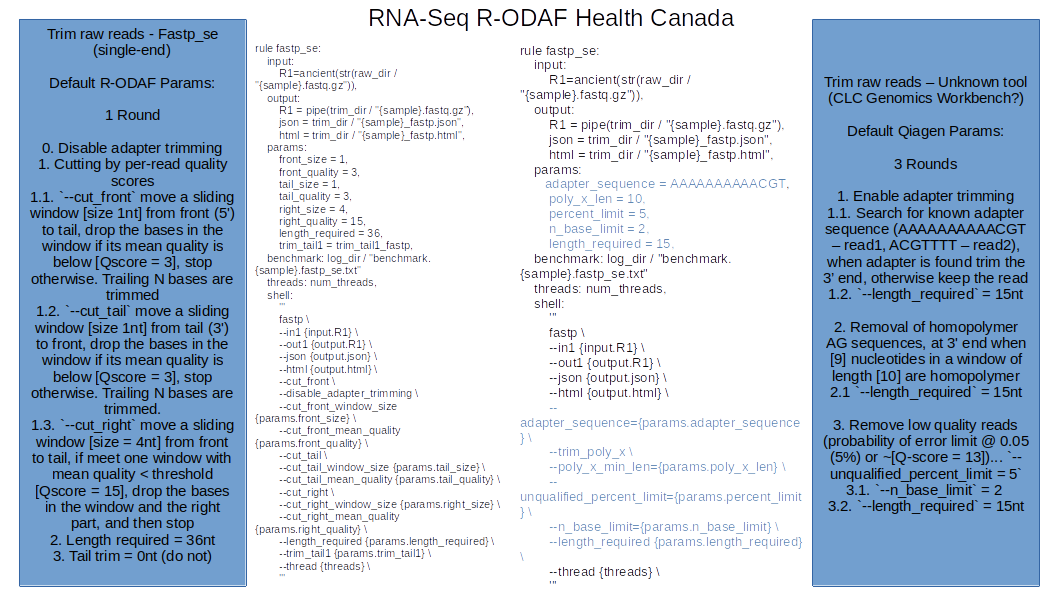 RNA-Seq R-ODAF Health Canada
Trim raw reads - Fastp_se
(single-end)
Default R-ODAF Params:
1 Round
0. Disable adapter trimming
1. Cutting by per-read quality
scores
1.1. `--cut_front` move a sliding
window [size 1nt] from front (5')
to tail, drop the bases in the
window if its mean quality is
below [Qscore = 3], stop
otherwise. Trailing N bases are
trimmed
1.2. `--cut_tail` move a sliding
window [size 1nt] from tail (3')
to front, drop the bases in the
window if its mean quality is
below [Qscore = 3], stop
otherwise. Trailing N bases are
trimmed.
1.3. `--cut_right` move a sliding
window [size = 4nt] from front
to tail, if meet one window with
mean quality < threshold
[Qscore = 15], drop the bases
in the window and the right
part, and then stop
2. Length required = 36nt
3. Tail trim = 0nt (do not)
rule fastp_se:
input:
R1=ancient(str(raw_dir /
"{sample}.fastq.gz")),
output:
R1 = pipe(trim_dir / "{sample}.fastq.gz"),
json = trim_dir / "{sample}_fastp.json",
html = trim_dir / "{sample}_fastp.html",
params:
front_size = 1,
front_quality = 3,
tail_size = 1,
tail_quality = 3,
right_size = 4,
right_quality = 15,
length_required = 36,
trim_tail1 = trim_tail1_fastp,
benchmark: log_dir / "benchmark.
{sample}.fastp_se.txt"
threads: num_threads,
shell:
'''
fastp \
--in1 {input.R1} \
--out1 {output.R1} \
--json {output.json} \
--html {output.html} \
--cut_front \
--disable_adapter_trimming \
--cut_front_window_size
{params.front_size} \
--cut_front_mean_quality
{params.front_quality} \
--cut_tail \
--cut_tail_window_size {params.tail_size} \
--cut_tail_mean_quality {params.tail_quality} \
--cut_right \
--cut_right_window_size {params.right_size} \
--cut_right_mean_quality
{params.right_quality} \
--length_required {params.length_required} \
--trim_tail1 {params.trim_tail1} \
--thread {threads} \
'''
rule fastp_se:
input:
R1=ancient(str(raw_dir /
"{sample}.fastq.gz")),
output:
R1 = pipe(trim_dir / "{sample}.fastq.gz"),
json = trim_dir / "{sample}_fastp.json",
html = trim_dir / "{sample}_fastp.html",
params:
adapter_sequence = AAAAAAAAAACGT,
poly_x_len = 10,
percent_limit = 5,
n_base_limit = 2,
length_required = 15,
benchmark: log_dir / "benchmark.
{sample}.fastp_se.txt"
threads: num_threads,
shell:
'''
fastp \
--in1 {input.R1} \
--out1 {output.R1} \
--json {output.json} \
--html {output.html} \
--
adapter_sequence={params.adapter_sequence
} \
--trim_poly_x \
--poly_x_min_len={params.poly_x_len} \
--
unqualified_percent_limit={params.percent_limit
} \
--n_base_limit={params.n_base_limit} \
--length_required {params.length_required}
\
--thread {threads} \
'''
Trim raw reads – Unknown tool
(CLC Genomics Workbench?)
Default Qiagen Params:
3 Rounds
1. Enable adapter trimming
1.1. Search for known adapter
sequence (AAAAAAAAAACGT
– read1, ACGTTTT – read2),
when adapter is found trim the
3' end, otherwise keep the read
1.2. `--length_required` = 15nt
2. Removal of homopolymer
AG sequences, at 3' end when
[9] nucleotides in a window of
length [10] are homopolymer
2.1 `--length_required` = 15nt
3. Remove low quality reads
(probability of error limit @ 0.05
(5%) or ~[Q-score = 13])... `--
unqualified_percent_limit = 5`
3.1. `--n_base_limit` = 2
3.2. `--length_required` = 15nt